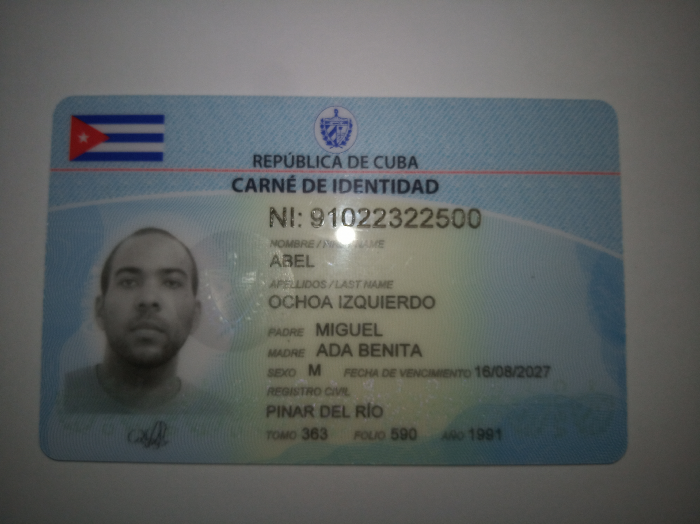 REPÚBLICA DE CUBA
CARNÉ DE IDENTIDAD
NI: 91022322500
NOMBRE / FIRST NAME
ABEL
APELLIDOS / LAST NAME
OCHOA IZQUIERDO
PADRE MIGUEL
MADRE ADA BENITA
SEXO M FECHA DE VENCIMIENTO 16/08/2027
REGISTRO CIVIL
PINAR DEL RÍO
TOMO 363 FOLIO 590 AÑO 1991